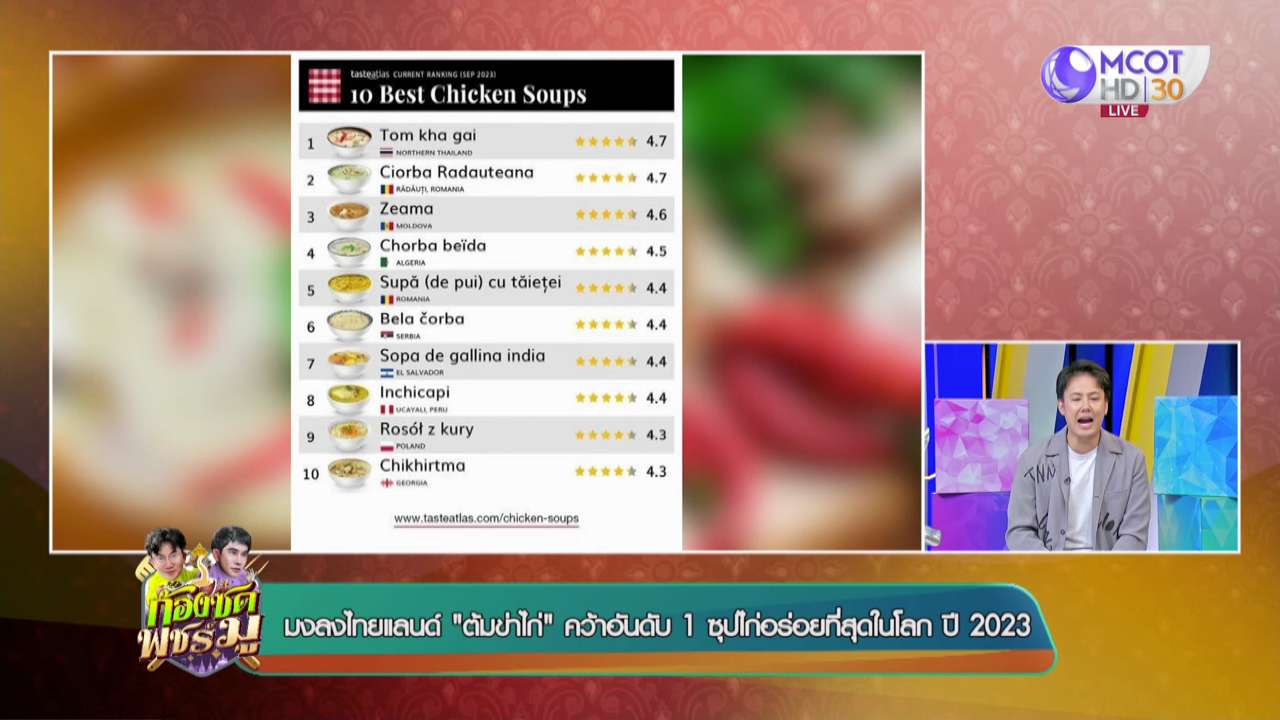 tasteatlas CURRENT RANKING (SEP 2023)
10 Best Chicken Soups
1 Tom kha gai 4.7
NORTHERN THAILAND
2 Ciorba Radauteana 4.7
RĂDĂUȚI, ROMANIA
3 Zeama 4.6
MOLDOVA
4 Chorba beïda 4.5
ALGERIA
5 Supă (de pui) cu tăieței 4.4
ROMANIA
6 Bela čorba 4.4
SERBIA
7 Sopa de gallina india 4.4
EL SALVADOR
8 Inchicapi 4.4
UCAYALI, PERU
9 Rosół z kury 4.3
POLAND
10 Chikhirtma 4.3
GEORGIA
www.tasteatlas.com/chicken-soups
MCOT
HD 30
LIVE
ก้องซด
พชร์มู
มงลงไทยแลนด์ "ต้มข่าไก่" คว้าอันดับ 1 ซุปไก่อร่อยที่สุดในโลก ปี 2023